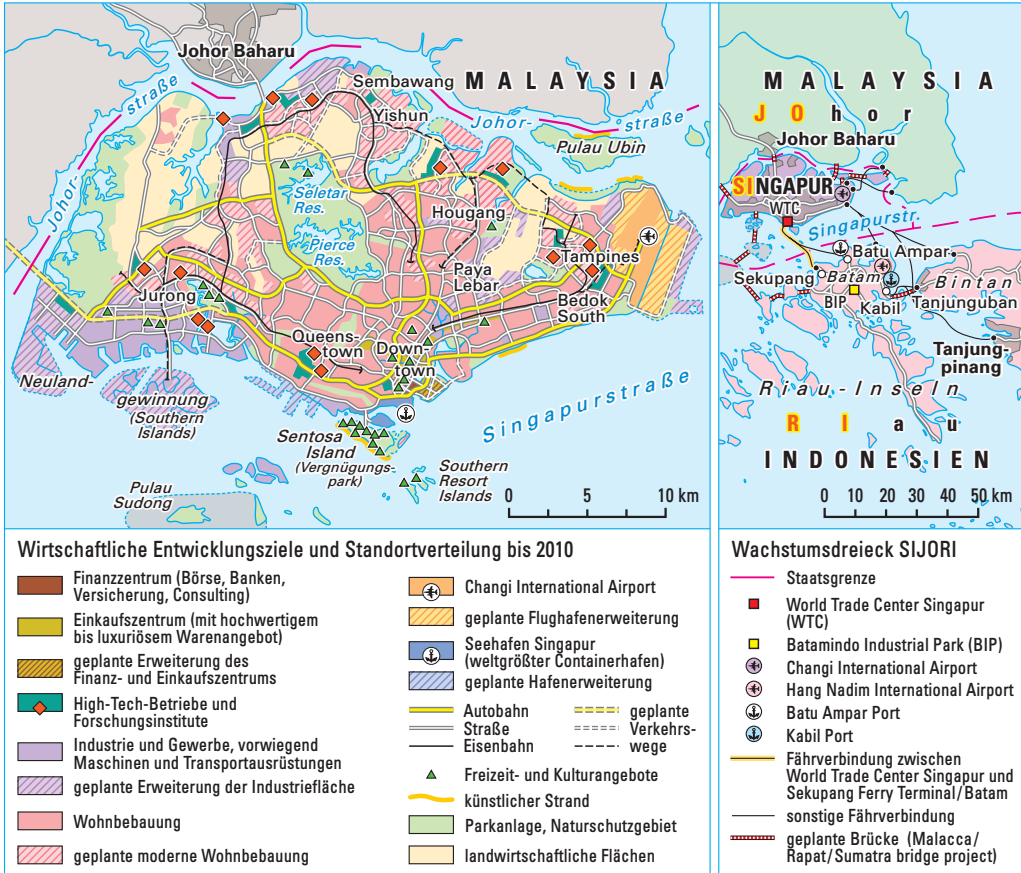 Johor Baharu
MALAYSIA
Sembawang
Yishun
Johor-
straße
Johor-
straße
Pulau Ubin
Seletar
Res.
Hougang
Pierce
Res.
Tampines
Paya
Lebar
Jurong
Bedok
South
Queens-
town
Down-
town
Neuland-
gewinnung
(Southern
Islands)
Singapurstraße
Sentosa
Island
(Vergnügungs-
park)
Southern
Resort
Islands
Pulau
Sudong
0 5 10 km
MALAYSIA
JOhor
Johor Baharu
SINGAPUR
WTC
Singapurstr.
Batu Ampar
Sekupang
Batam
Bintan
BIP
Kabil
Tanjunguban
Tanjung-
pinang
Riau-Inseln
RIau
INDONESIEN
0 10 20 30 40 50 km
Wirtschaftliche Entwicklungsziele und Standortverteilung bis 2010
Finanzzentrum (Börse, Banken,
Versicherung, Consulting)
Einkaufszentrum (mit hochwertigem
bis luxuriösem Warenangebot)
geplante Erweiterung des
Finanz- und Einkaufszentrums
High-Tech-Betriebe und
Forschungsinstitute
Industrie und Gewerbe, vorwiegend
Maschinen und Transportausrüstungen
geplante Erweiterung der Industriefläche
Wohnbebauung
geplante moderne Wohnbebauung
Changi International Airport
geplante Flughafenerweiterung
Seehafen Singapur
(weltgrößter Containerhafen)
geplante Hafenerweiterung
Autobahn
Straße
Eisenbahn
geplante
Verkehrs-
wege
Freizeit- und Kulturangebote
künstlicher Strand
Parkanlage, Naturschutzgebiet
landwirtschaftliche Flächen
Wachstumsdreieck SIJORI
Staatsgrenze
World Trade Center Singapur
(WTC)
Batamindo Industrial Park (BIP)
Changi International Airport
Hang Nadim International Airport
Batu Ampar Port
Kabil Port
Fährverbindung zwischen
World Trade Center Singapur und
Sekupang Ferry Terminal/Batam
sonstige Fährverbindung
geplante Brücke (Malacca/
Rapat/Sumatra bridge project)